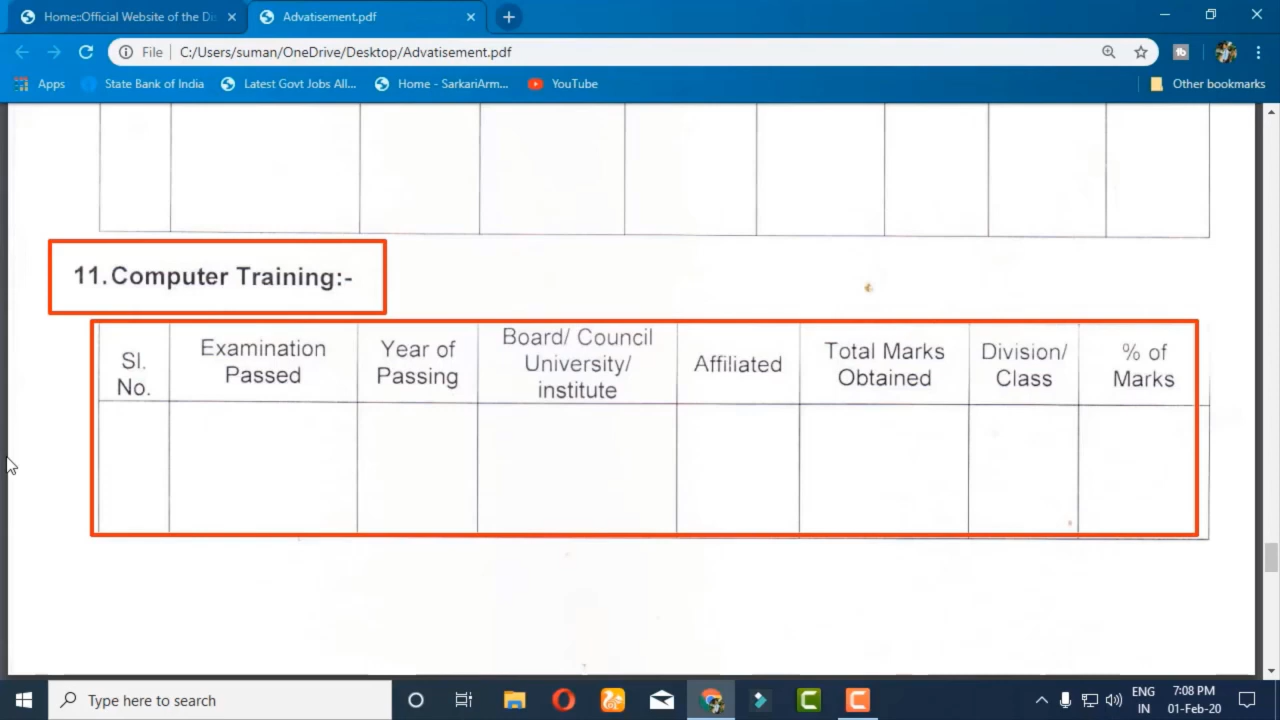 Home::Official Website of the Dis
Advatisement.pdf
File
C:/Users/suman/OneDrive/Desktop/Advatisement.pdf
Apps
State Bank of India
Latest Govt Jobs All...
Home - SarkariArm...
YouTube
Other bookmarks
11.Computer Training:-
Sl.
No.
Examination
Passed
Year of
Passing
Board/ Council
University/
institute
Affiliated
Total Marks
Obtained
Division/
Class
% of
Marks
Type here to search
ENG
IN
7:08 PM
01-Feb-20